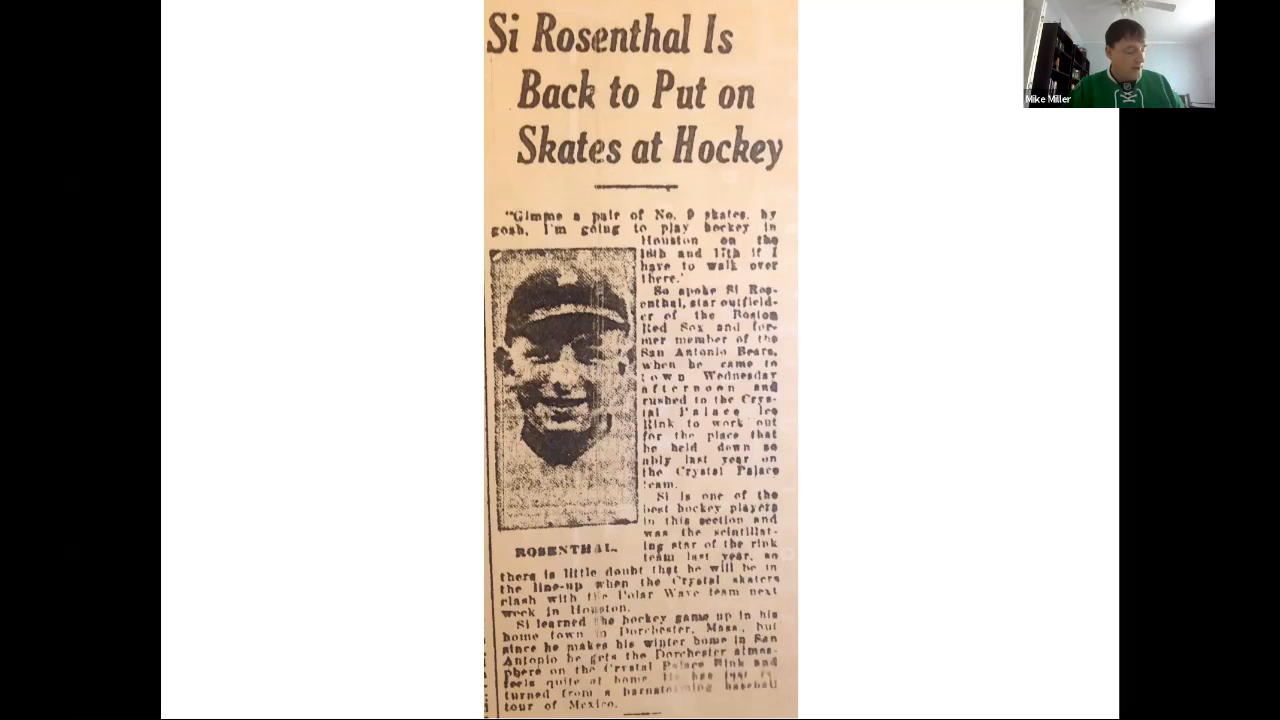 Si Rosenthal Is
Back to Put on
Skates at Hockey
"Gimme a pair of No. 9 skates, by
gosh, I'm going to play hockey in
Houston on the
16th and 17th if I
have to walk over
there."
So spoke Si Ros-
enthal, star outfield-
er of the Boston
Red Sox and for-
mer member of the
San Antonio Bears,
when he came to
town Wednesday
afternoon and
rushed to the Crys-
tal Palace Ice
Rink to work out
for the place that
he held down so
ably last year on
the Crystal Palace
team.
Si is one of the
best hockey players
in this section and
was the scintillat-
ing star of the rink
team last year, so
ROSENTHAL.
there is little doubt that he will be in
the line-up when the Crystal skaters
clash with the Polar Wave team next
week in Houston.
Si learned the hockey game up in his
home town in Dorchester, Mass., but
since he makes his winter home in San
Antonio he gets the Dorchester atmos-
phere on the Crystal Palace Rink and
feels quite at home. He has just re-
turned from a barnstorming baseball
tour of Mexico.
Mike Miller